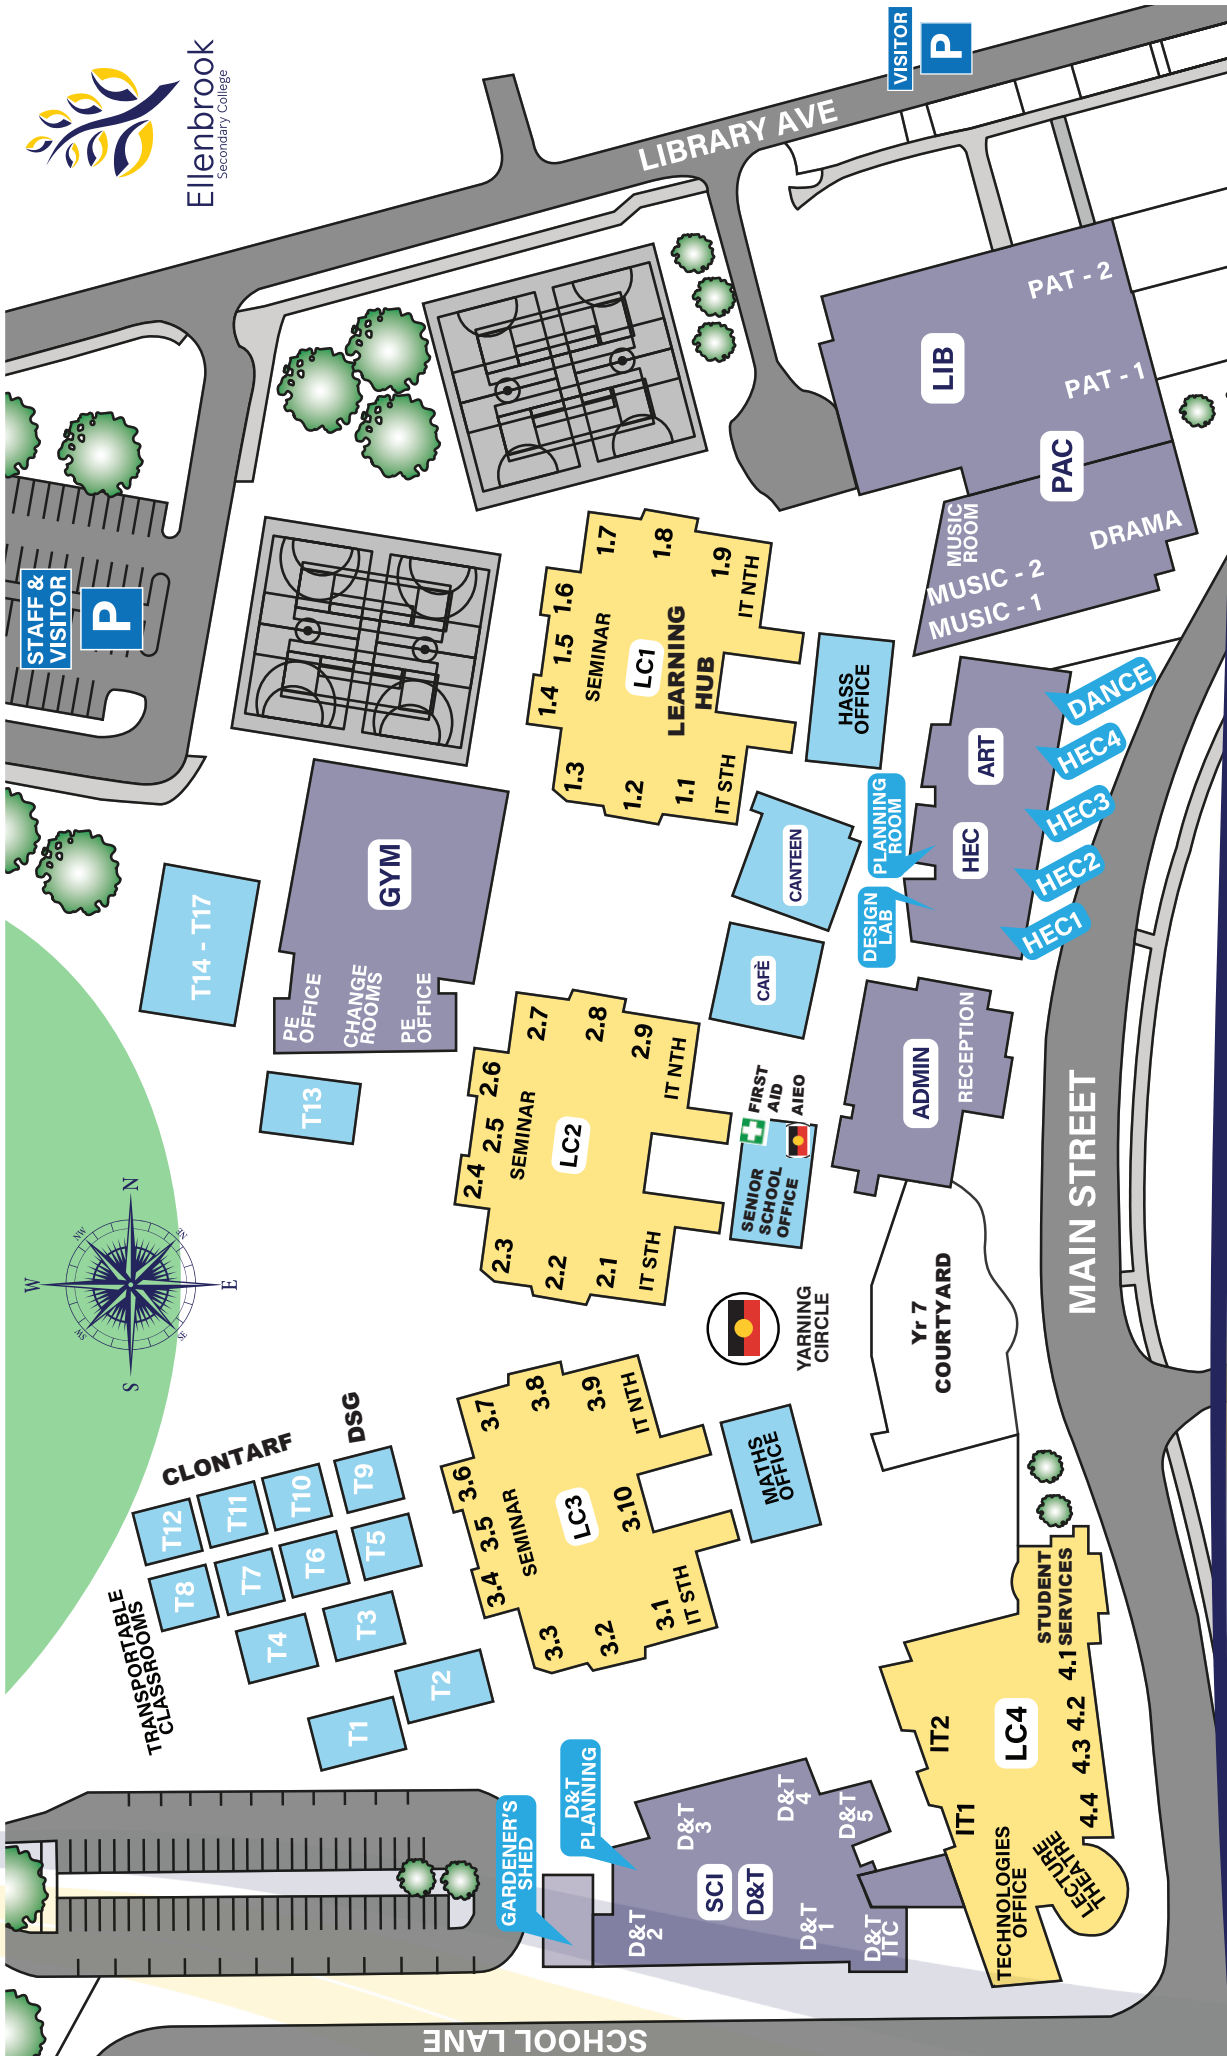 Ellenbrook
Secondary College
VISITOR
P
LIBRARY AVE
STAFF &
VISITOR
P
LIB
PAT - 2
PAT - 1
PAC
MUSIC
ROOM
MUSIC - 2
MUSIC - 1
DRAMA
1.7
1.8
1.9
IT NTH
1.6
1.5
1.4
SEMINAR
LC1
LEARNING
HUB
1.3
1.2
1.1
IT STH
HASS
OFFICE
ART
HEC
DANCE
HEC4
HEC3
HEC2
HEC1
PLANNING
ROOM
DESIGN
LAB
CANTEEN
CAFÈ
GYM
PE
OFFICE
CHANGE
ROOMS
PE
OFFICE
T14 - T17
T13
2.7
2.8
2.9
IT NTH
2.6
2.5
2.4
SEMINAR
LC2
2.3
2.2
2.1
IT STH
FIRST
AID
AIEO
SENIOR
SCHOOL
OFFICE
ADMIN
RECEPTION
MAIN STREET
N
NW
NE
W
E
SW
SE
S
YARNING
CIRCLE
Yr 7
COURTYARD
CLONTARF
DSG
T12
T11
T10
T9
T8
T7
T6
T5
T4
T3
T2
T1
TRANSPORTABLE
CLASSROOMS
3.7
3.8
3.9
IT NTH
3.6
3.5
3.4
SEMINAR
LC3
3.10
3.3
3.2
3.1
IT STH
MATHS
OFFICE
STUDENT
SERVICES
4.1
4.2
4.3
4.4
LC4
IT2
IT1
TECHNOLOGIES
OFFICE
LECTURE
THEATRE
GARDENER'S
SHED
D&T
PLANNING
D&T
3
D&T
4
D&T
5
SCI
D&T
D&T
2
D&T
1
D&T
ITC
SCHOOL LANE